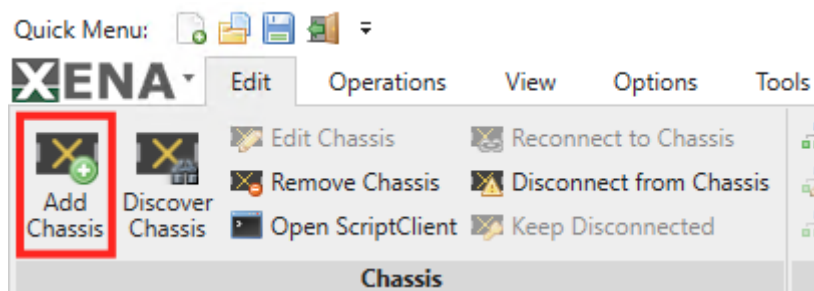 Quick Menu:
XENA Edit Operations View Options Tools
Add Chassis
Discover Chassis
Edit Chassis
Remove Chassis
Open ScriptClient
Reconnect to Chassis
Disconnect from Chassis
Keep Disconnected
Chassis